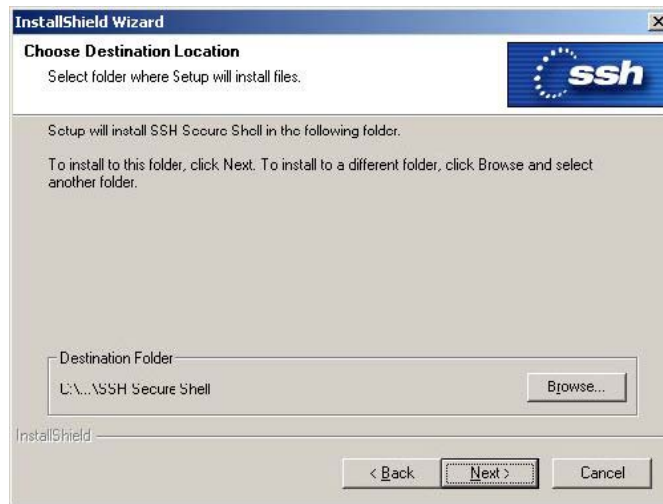 InstallShield Wizard
Choose Destination Location
Select folder where Setup will install files.
ssh
Setup will install SSH Secure Shell in the following folder.
To install to this folder, click Next. To install to a different folder, click Browse and select
another folder.
Destination Folder
C:\...\SSH Secure Shell
Browse...
InstallShield
< Back
Next >
Cancel